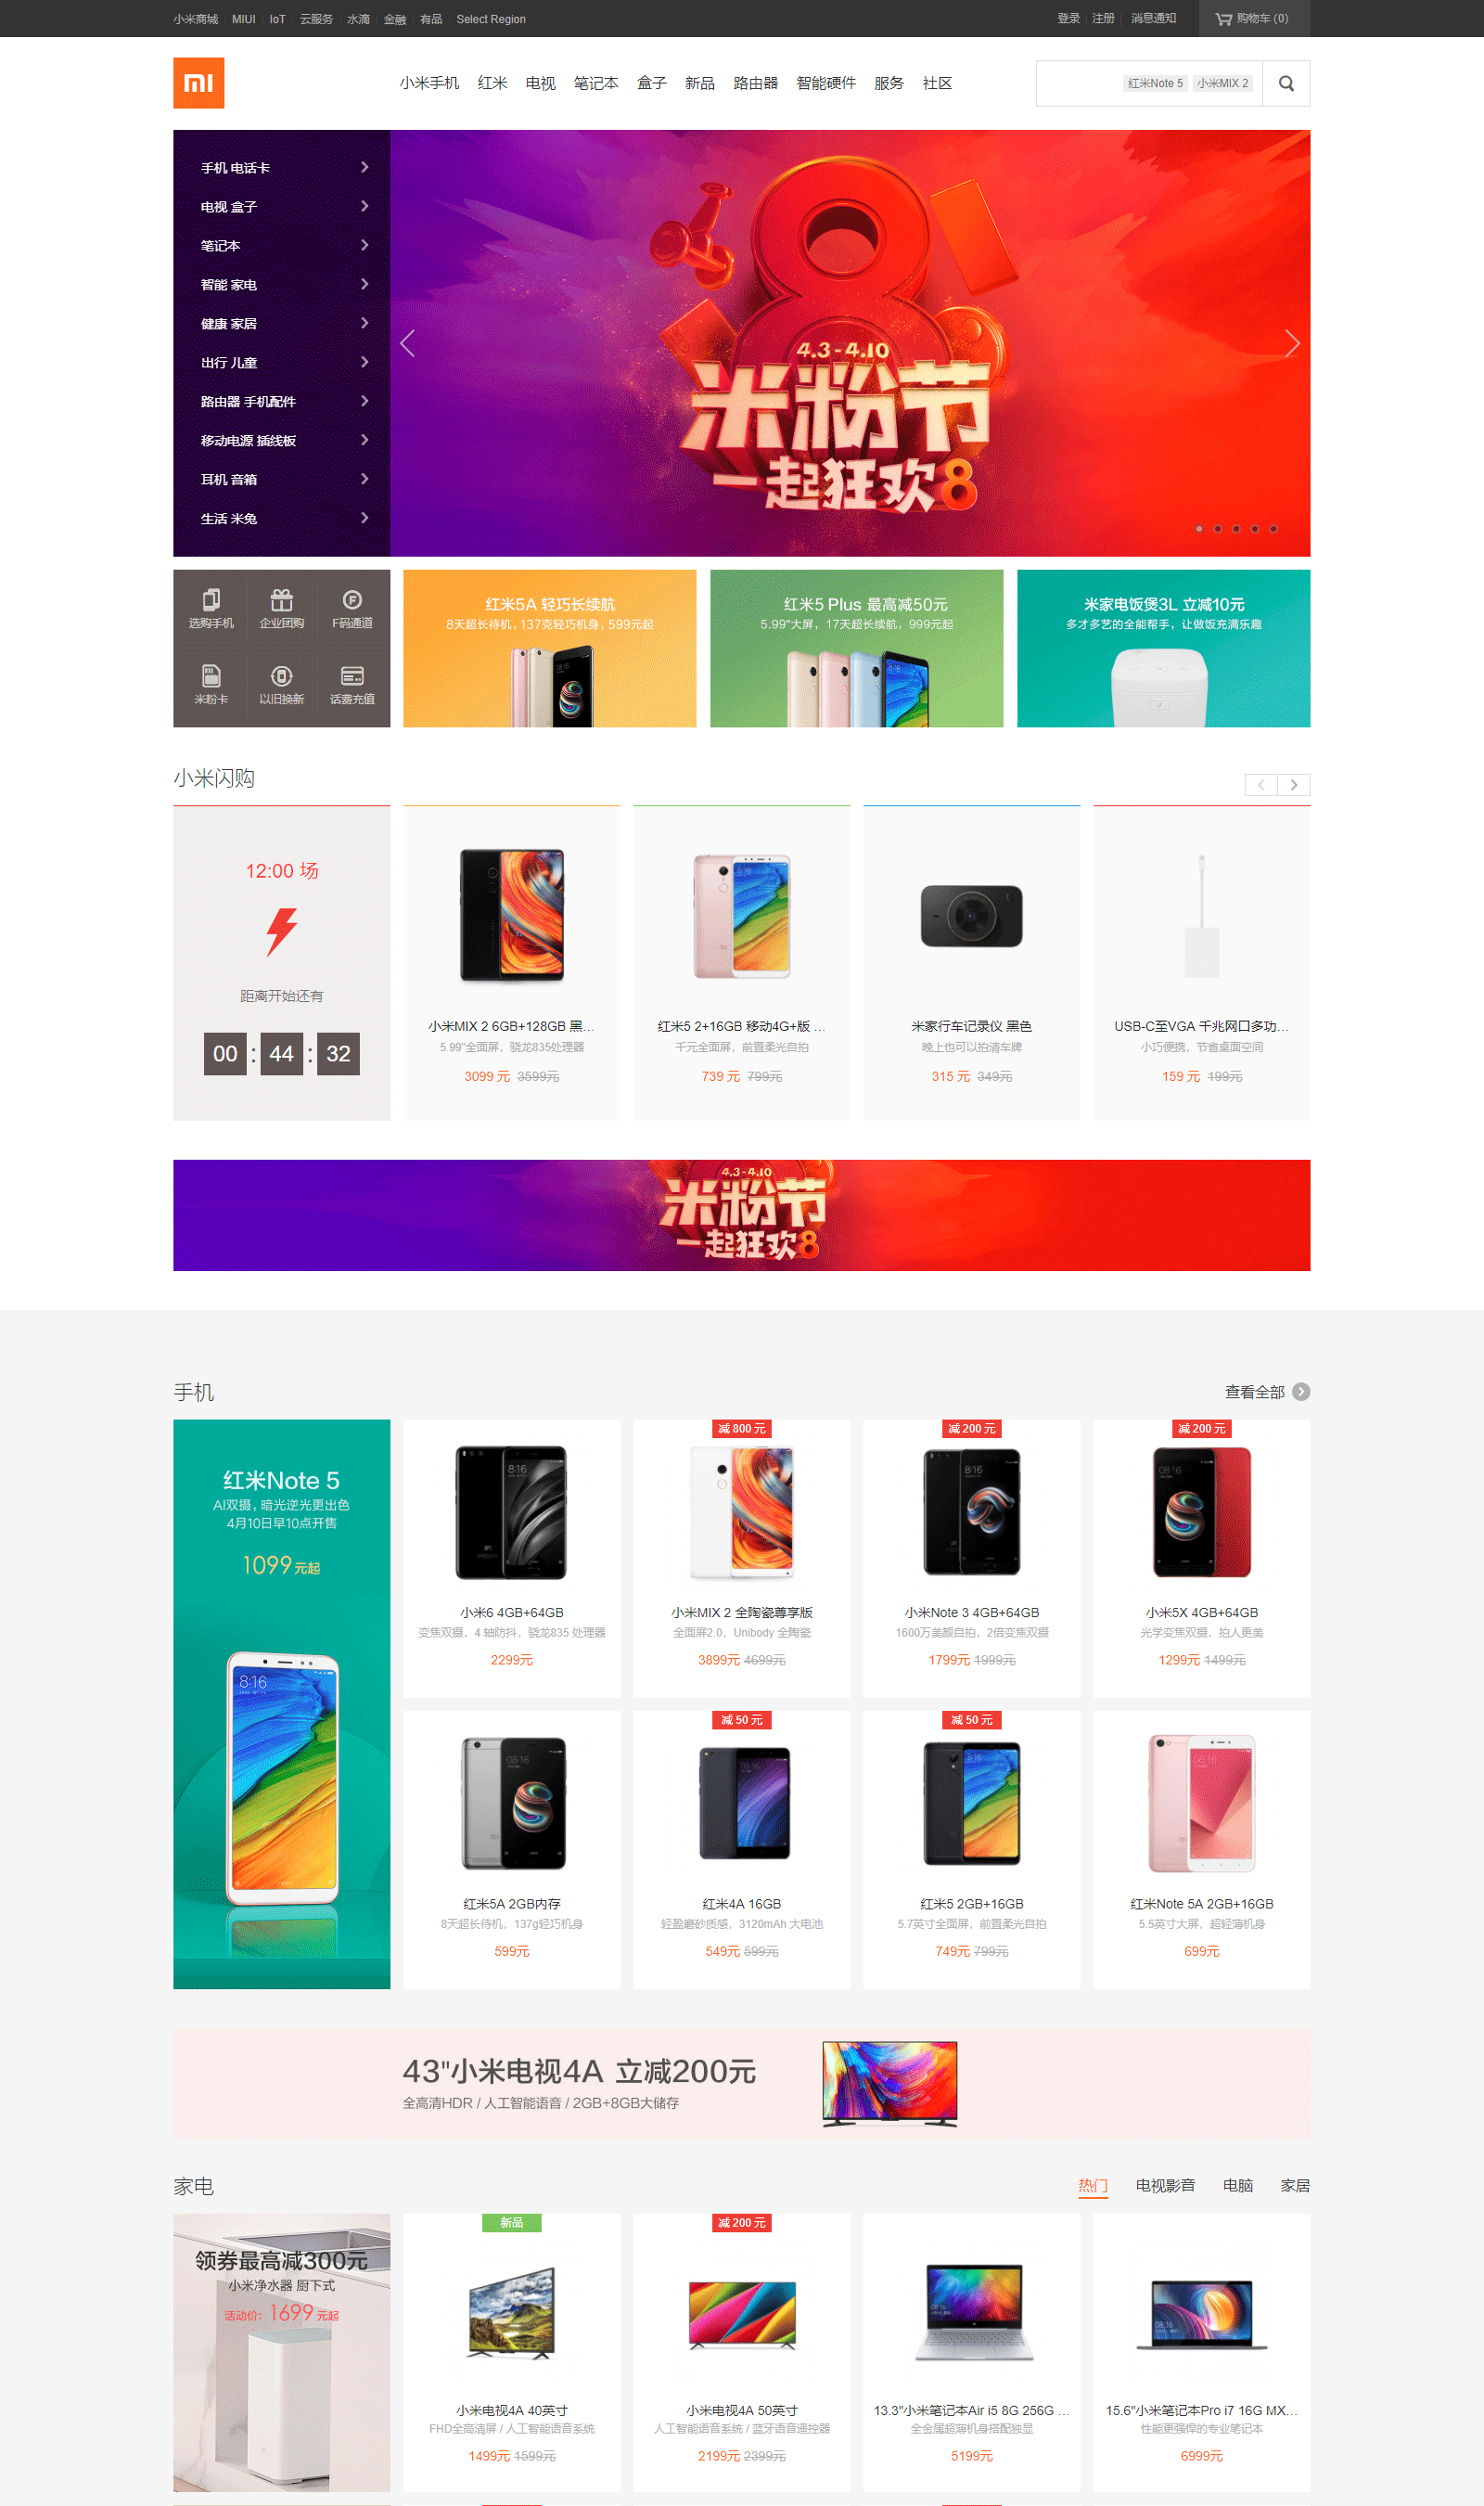 小米商城 MIUI IoT 云服务 水滴 金融 有品 Select Region
登录 注册 消息通知 购物车 (0)
mi
小米手机 红米 电视 笔记本 盒子 新品 路由器 智能硬件 服务 社区
红米Note 5 小米MIX 2
手机 电话卡
电视 盒子
笔记本
智能 家电
健康 家居
出行 儿童
路由器 手机配件
移动电源 插线板
耳机 音箱
生活 米兔
8
4.3-4.10
米粉节
一起狂欢8
选购手机 企业团购 F码通道
米粉卡 以旧换新 话费充值
红米5A 轻巧长续航
8天超长待机，137克轻巧机身，599元起
红米5 Plus 最高减50元
5.99"大屏，17天超长续航，999元起
米家电饭煲3L 立减10元
多才多艺的全能帮手，让做饭充满乐趣
小米闪购
12:00 场
距离开始还有
00 : 44 : 32
小米MIX 2 6GB+128GB 黑...
5.99"全面屏，骁龙835处理器
3099 元 3599元
红米5 2+16GB 移动4G+版 ...
千元全面屏，前置柔光自拍
739 元 799元
米家行车记录仪 黑色
晚上也可以拍清车牌
315 元 349元
USB-C至VGA 千兆网口多功...
小巧便携，节省桌面空间
159 元 199元
4.3-4.10
米粉节
一起狂欢8
手机
查看全部
红米Note 5
AI双摄，暗光逆光更出色
4月10日早10点开售
1099元起
8:16
小米6 4GB+64GB
变焦双摄，4 轴防抖，骁龙835 处理器
2299元
减 800 元
小米MIX 2 全陶瓷尊享版
全面屏2.0，Unibody 全陶瓷
3899元 4699元
减 200 元
小米Note 3 4GB+64GB
1600万美颜自拍，2倍变焦双摄
1799元 1999元
减 200 元
小米5X 4GB+64GB
光学变焦双摄，拍人更美
1299元 1499元
红米5A 2GB内存
8天超长待机，137g轻巧机身
599元
减 50 元
红米4A 16GB
轻盈磨砂质感，3120mAh 大电池
549元 599元
减 50 元
红米5 2GB+16GB
5.7英寸全面屏，前置柔光自拍
749元 799元
红米Note 5A 2GB+16GB
5.5英寸大屏，超轻薄机身
699元
43"小米电视4A 立减200元
全高清HDR / 人工智能语音 / 2GB+8GB大储存
家电
热门 电视影音 电脑 家居
领券最高减300元
小米净水器 厨下式
活动价：1699元起
新品
小米电视4A 40英寸
FHD全高清屏 / 人工智能语音系统
1499元 1599元
减 200 元
小米电视4A 50英寸
人工智能语音系统 / 蓝牙语音遥控器
2199元 2399元
13.3"小米笔记本Air i5 8G 256G ...
全金属超薄机身搭配独显
5199元
15.6"小米笔记本Pro i7 16G MX...
性能更强悍的专业笔记本
6999元